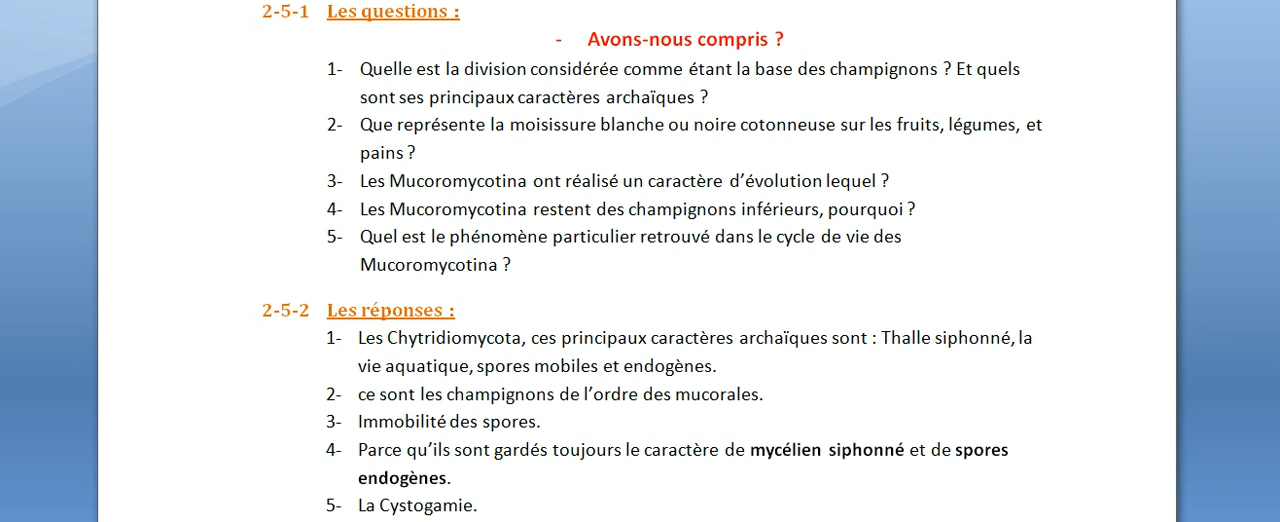 2-5-1 Les questions :
- Avons-nous compris ?
1- Quelle est la division considérée comme étant la base des champignons ? Et quels
sont ses principaux caractères archaïques ?
2- Que représente la moisissure blanche ou noire cotonneuse sur les fruits, légumes, et
pains ?
3- Les Mucoromycotina ont réalisé un caractère d’évolution lequel ?
4- Les Mucoromycotina restent des champignons inférieurs, pourquoi ?
5- Quel est le phénomène particulier retrouvé dans le cycle de vie des
Mucoromycotina ?
2-5-2 Les réponses :
1- Les Chytridiomycota, ces principaux caractères archaïques sont : Thalle siphonné, la
vie aquatique, spores mobiles et endogènes.
2- ce sont les champignons de l’ordre des mucorales.
3- Immobilité des spores.
4- Parce qu’ils sont gardés toujours le caractère de mycélien siphonné et de spores
endogènes.
5- La Cystogamie.